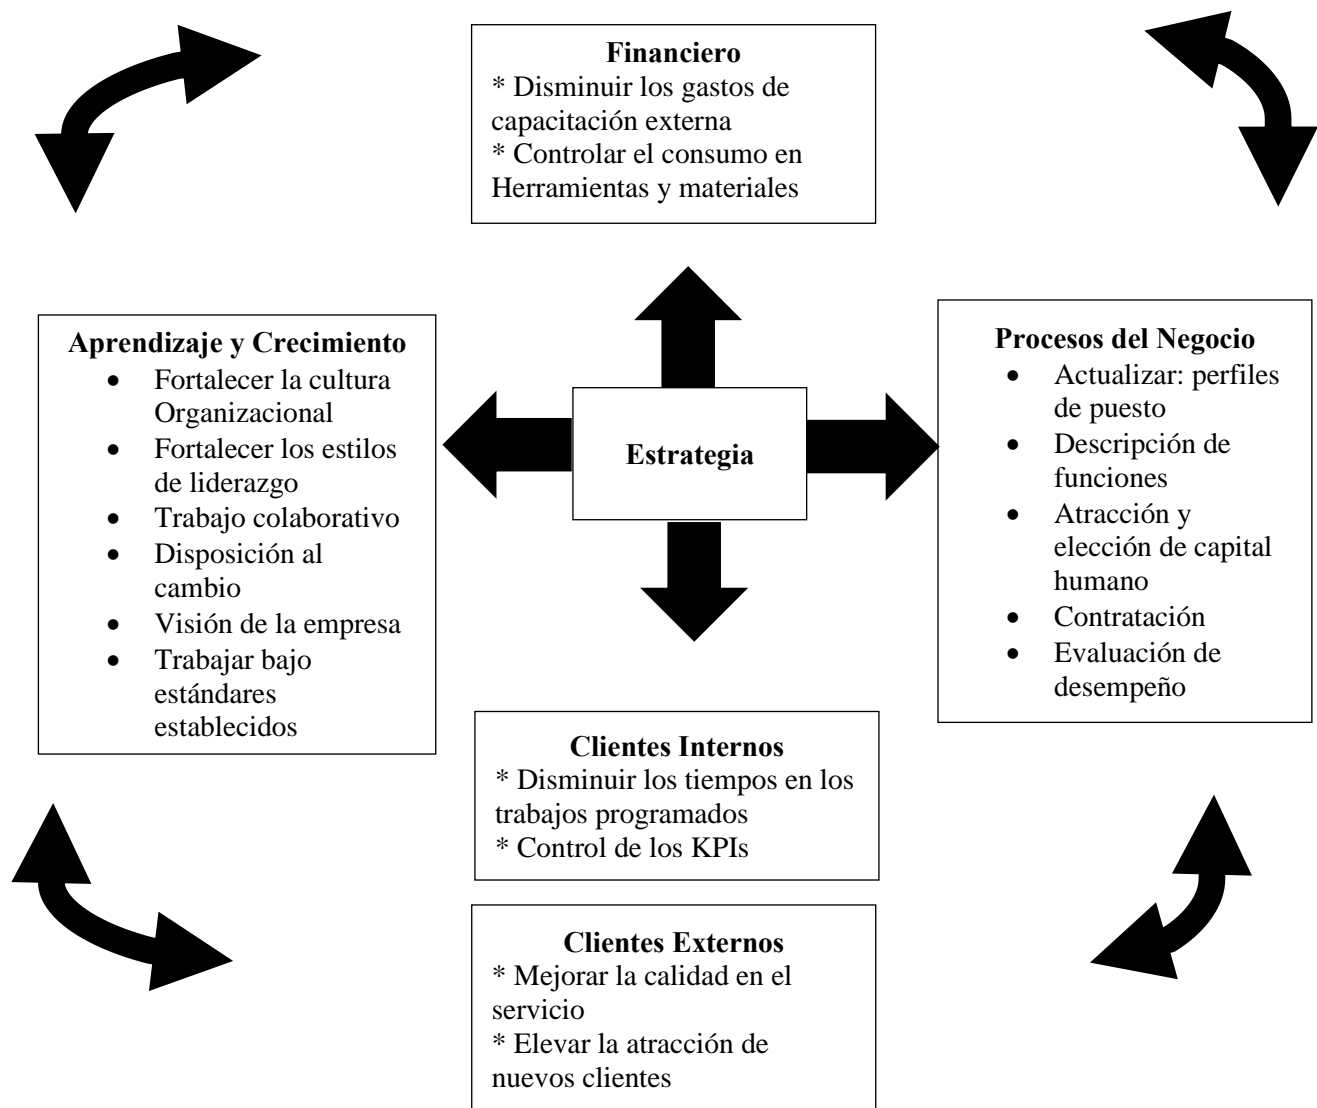 Financiero
* Disminuir los gastos de
capacitación externa
* Controlar el consumo en
Herramientas y materiales
Aprendizaje y Crecimiento
• Fortalecer la cultura
Organizacional
• Fortalecer los estilos
de liderazgo
• Trabajo colaborativo
• Disposición al
cambio
• Visión de la empresa
• Trabajar bajo
estándares
establecidos
Estrategia
Procesos del Negocio
• Actualizar: perfiles
de puesto
• Descripción de
funciones
• Atracción y
elección de capital
humano
• Contratación
• Evaluación de
desempeño
Clientes Internos
* Disminuir los tiempos en los
trabajos programados
* Control de los KPIs
Clientes Externos
* Mejorar la calidad en el
servicio
* Elevar la atracción de
nuevos clientes